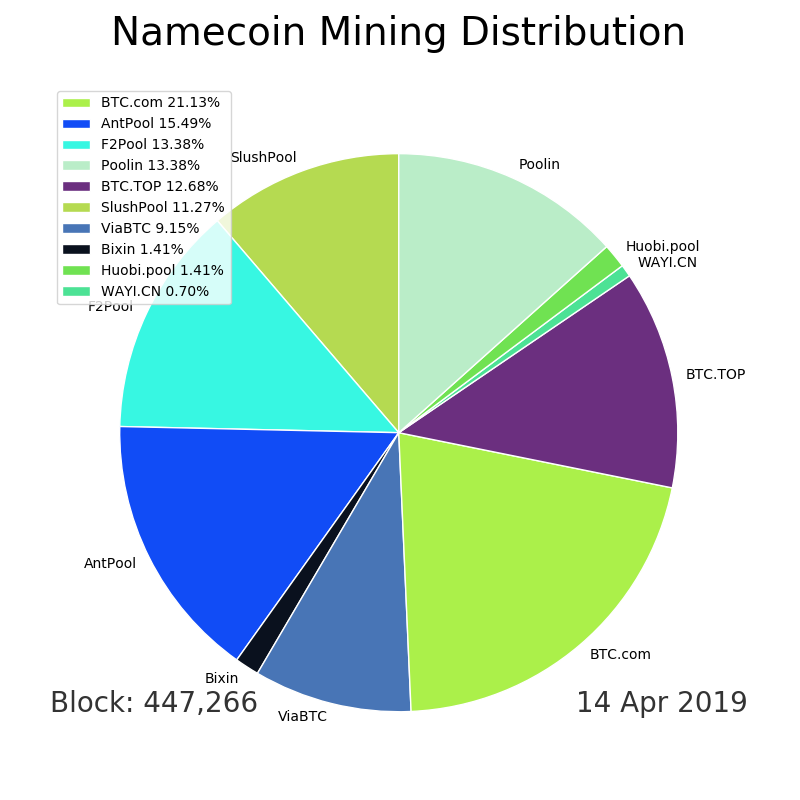 Namecoin Mining Distribution
BTC.com 21.13%
AntPool 15.49%
F2Pool 13.38%
Poolin 13.38%
BTC.TOP 12.68%
SlushPool 11.27%
ViaBTC 9.15%
Bixin 1.41%
Huobi.pool 1.41%
WAYI.CN 0.70%
SlushPool
Poolin
Huobi.pool
WAYI.CN
F2Pool
BTC.TOP
AntPool
BTC.com
Bixin
ViaBTC
Block: 447,266
14 Apr 2019